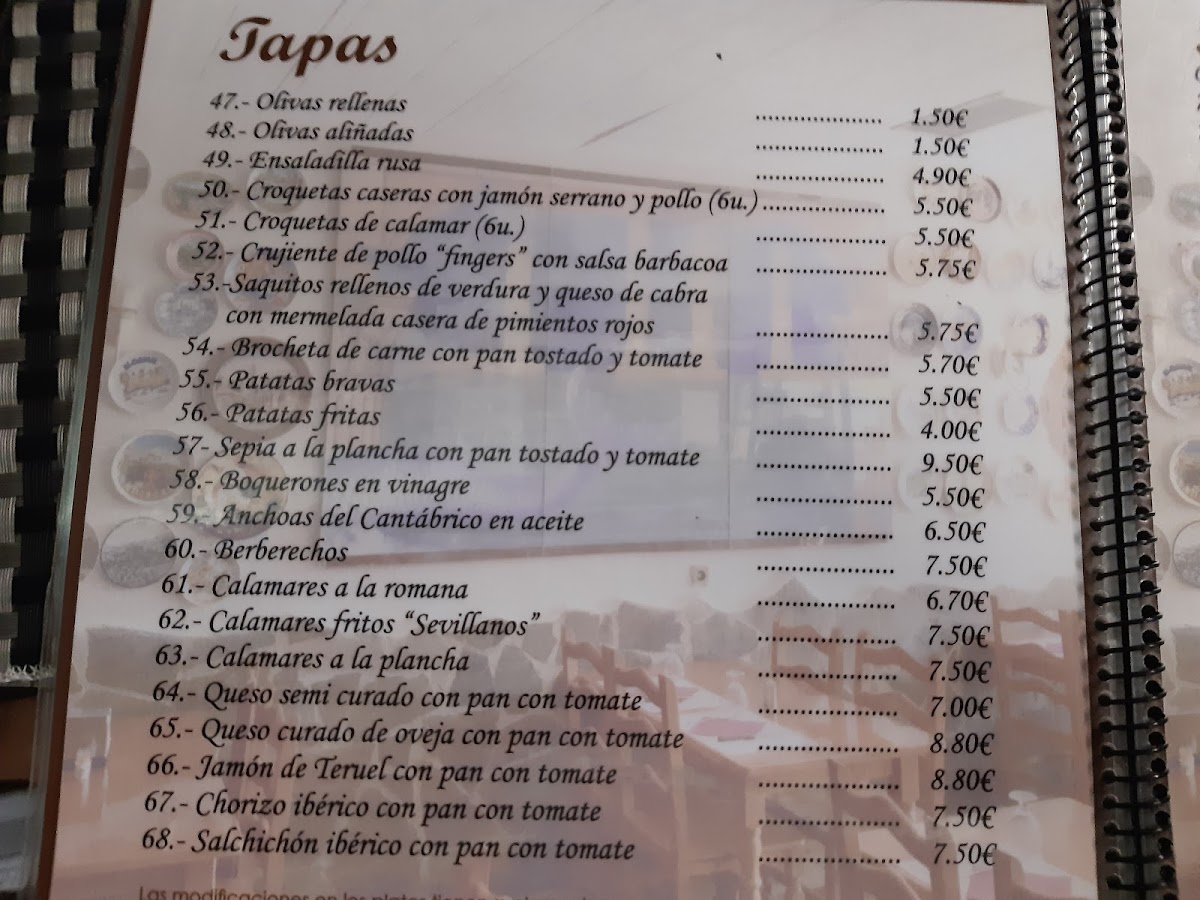 Tapas
47.- Olivas rellenas .................... 1.50€
48.- Olivas aliñadas .................... 1.50€
49.- Ensaladilla rusa .................... 4.90€
50.- Croquetas caseras con jamón serrano y pollo (6u.) .................... 5.50€
51.- Croquetas de calamar (6u.) .................... 5.50€
52.- Crujiente de pollo “fingers” con salsa barbacoa .................... 5.75€
53.-Saquitos rellenos de verdura y queso de cabra
con mermelada casera de pimientos rojos .................... 5.75€
54.- Brocheta de carne con pan tostado y tomate .................... 5.70€
55.- Patatas bravas .................... 5.50€
56.- Patatas fritas .................... 4.00€
57- Sepia a la plancha con pan tostado y tomate .................... 9.50€
58.- Boquerones en vinagre .................... 5.50€
59.- Anchoas del Cantábrico en aceite .................... 6.50€
60.- Berberechos .................... 7.50€
61.- Calamares a la romana .................... 6.70€
62.- Calamares fritos “Sevillanos” .................... 7.50€
63.- Calamares a la plancha .................... 7.50€
64.- Queso semi curado con pan con tomate .................... 7.00€
65.- Queso curado de oveja con pan con tomate .................... 8.80€
66.- Jamón de Teruel con pan con tomate .................... 8.80€
67.- Chorizo ibérico con pan con tomate .................... 7.50€
68.- Salchichón ibérico con pan con tomate .................... 7.50€
Las modificaciones en los platos